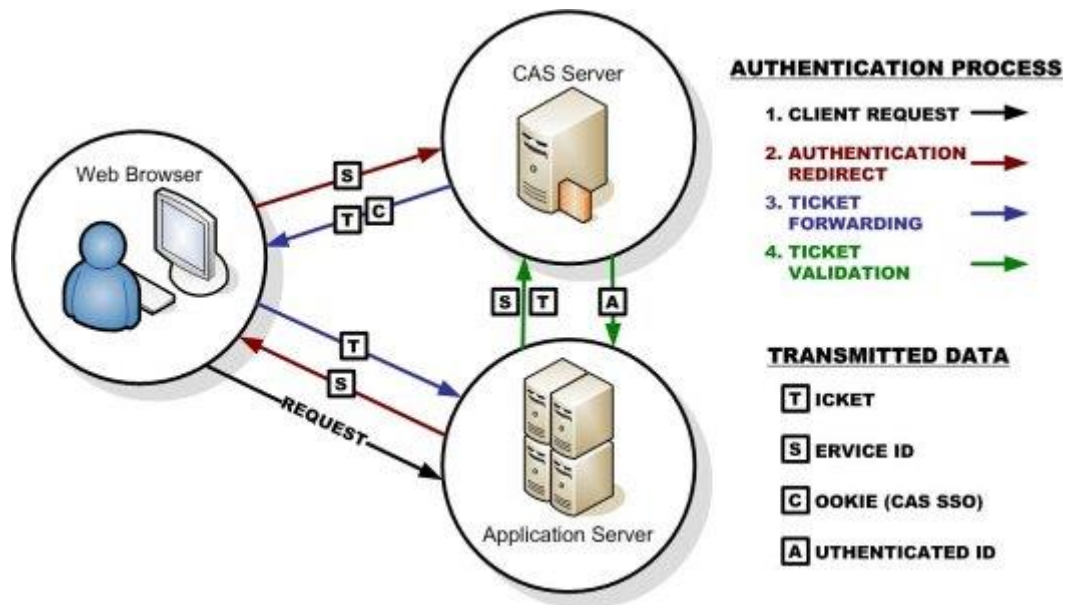 CAS Server
Web Browser
S
T C
S T
A
T
S
REQUEST
Application Server
AUTHENTICATION PROCESS
1. CLIENT REQUEST
2. AUTHENTICATION
REDIRECT
3. TICKET
FORWARDING
4. TICKET
VALIDATION
TRANSMITTED DATA
T ICKET
S ERVICE ID
C OOKIE (CAS SSO)
A UTHENTICATED ID